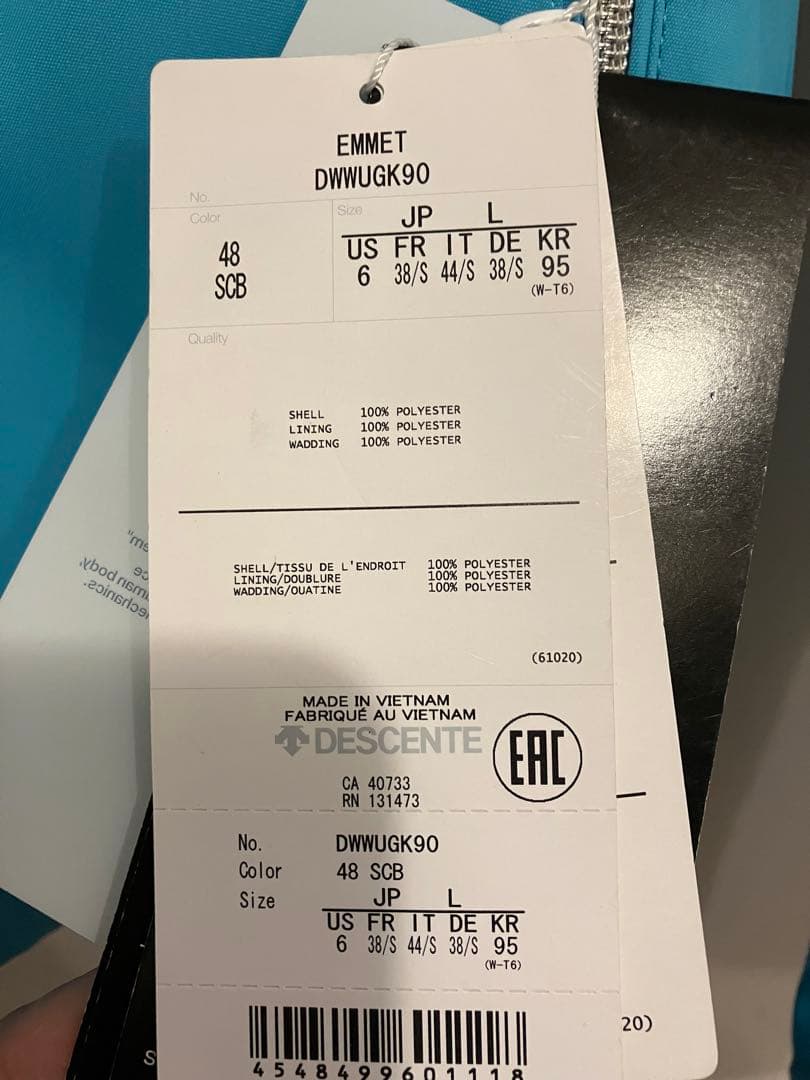 EMMET
DWWUGK90
No.
Color
48
SCB
Size
JP L
US FR IT DE KR
6 38/S 44/S 38/S 95
(W-T6)
Quality
SHELL 100% POLYESTER
LINING 100% POLYESTER
WADDING 100% POLYESTER
SHELL/TISSU DE L'ENDROIT 100% POLYESTER
LINING/DOUBLURE 100% POLYESTER
WADDING/OUATINE 100% POLYESTER
(61020)
MADE IN VIETNAM
FABRIQUÉ AU VIETNAM
DESCENTE
EAC
CA 40733
RN 131473
No. DWWUGK90
Color 48 SCB
Size JP L
US FR IT DE KR
6 38/S 44/S 38/S 95
(W-T6)
4548499601118
20)